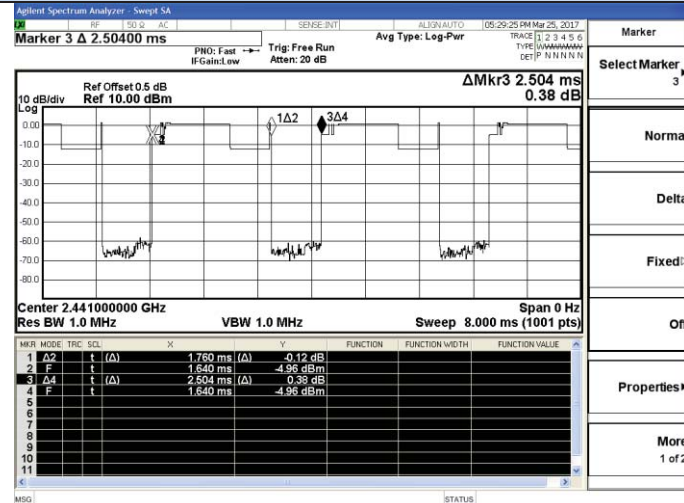 Agilent Spectrum Analyzer - Swept SA
LXI RF 50 Ω AC SENSE:INT ALIGNAUTO 05:29:25 PM Mar 25, 2017
Marker 3 Δ 2.50400 ms
PNO: Fast
IFGain:Low
Trig: Free Run
Atten: 20 dB
Avg Type: Log-Pwr
TRACE 1 2 3 4 5 6
TYPE WWWWWW
DET P N N N N N
Ref Offset 0.5 dB
10 dB/div Ref 10.00 dBm
Log
ΔMkr3 2.504 ms
0.38 dB
1Δ2
3Δ4
0.00
-10.0
-20.0
-30.0
-40.0
-50.0
-60.0
-70.0
-80.0
Center 2.441000000 GHz Span 0 Hz
Res BW 1.0 MHz VBW 1.0 MHz Sweep 8.000 ms (1001 pts)
MKR MODE TRC SCL X Y FUNCTION FUNCTION WIDTH FUNCTION VALUE
1 Δ2 t (Δ) 1.760 ms (Δ) -0.12 dB
2 F t 1.640 ms -4.96 dBm
3 Δ4 t (Δ) 2.504 ms (Δ) 0.38 dB
4 F t 1.640 ms -4.96 dBm
5
6
7
8
9
10
11
MSG STATUS
Marker
Select Marker
3
Norma
Delta
Fixed
Of
Properties
More
1 of 2